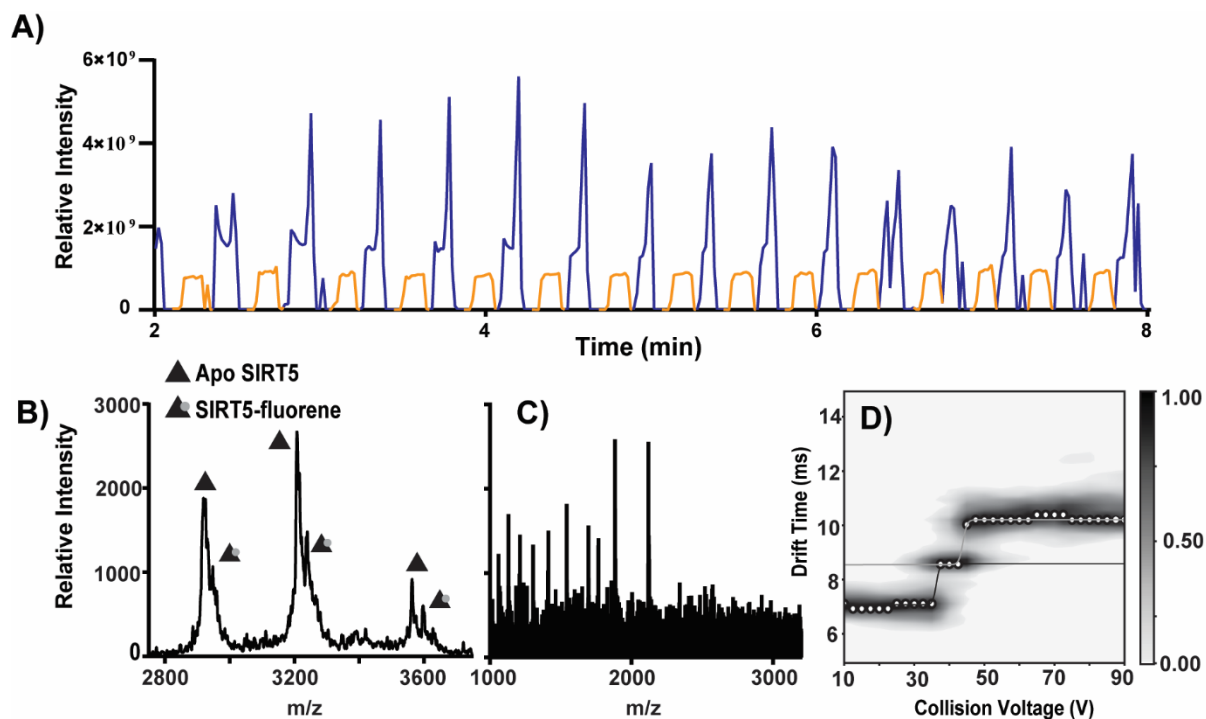 A)
Relative Intensity
6×10⁹
4×10⁹
2×10⁹
0
2
4
6
8
Time (min)
Apo SIRT5
SIRT5-fluorene
B)
Relative Intensity
3000
2000
1000
0
2800
3200
3600
m/z
C)
1000
2000
3000
m/z
D)
Drift Time (ms)
14
12
10
8
6
10
30
50
70
90
Collision Voltage (V)
1.00
0.50
0.00